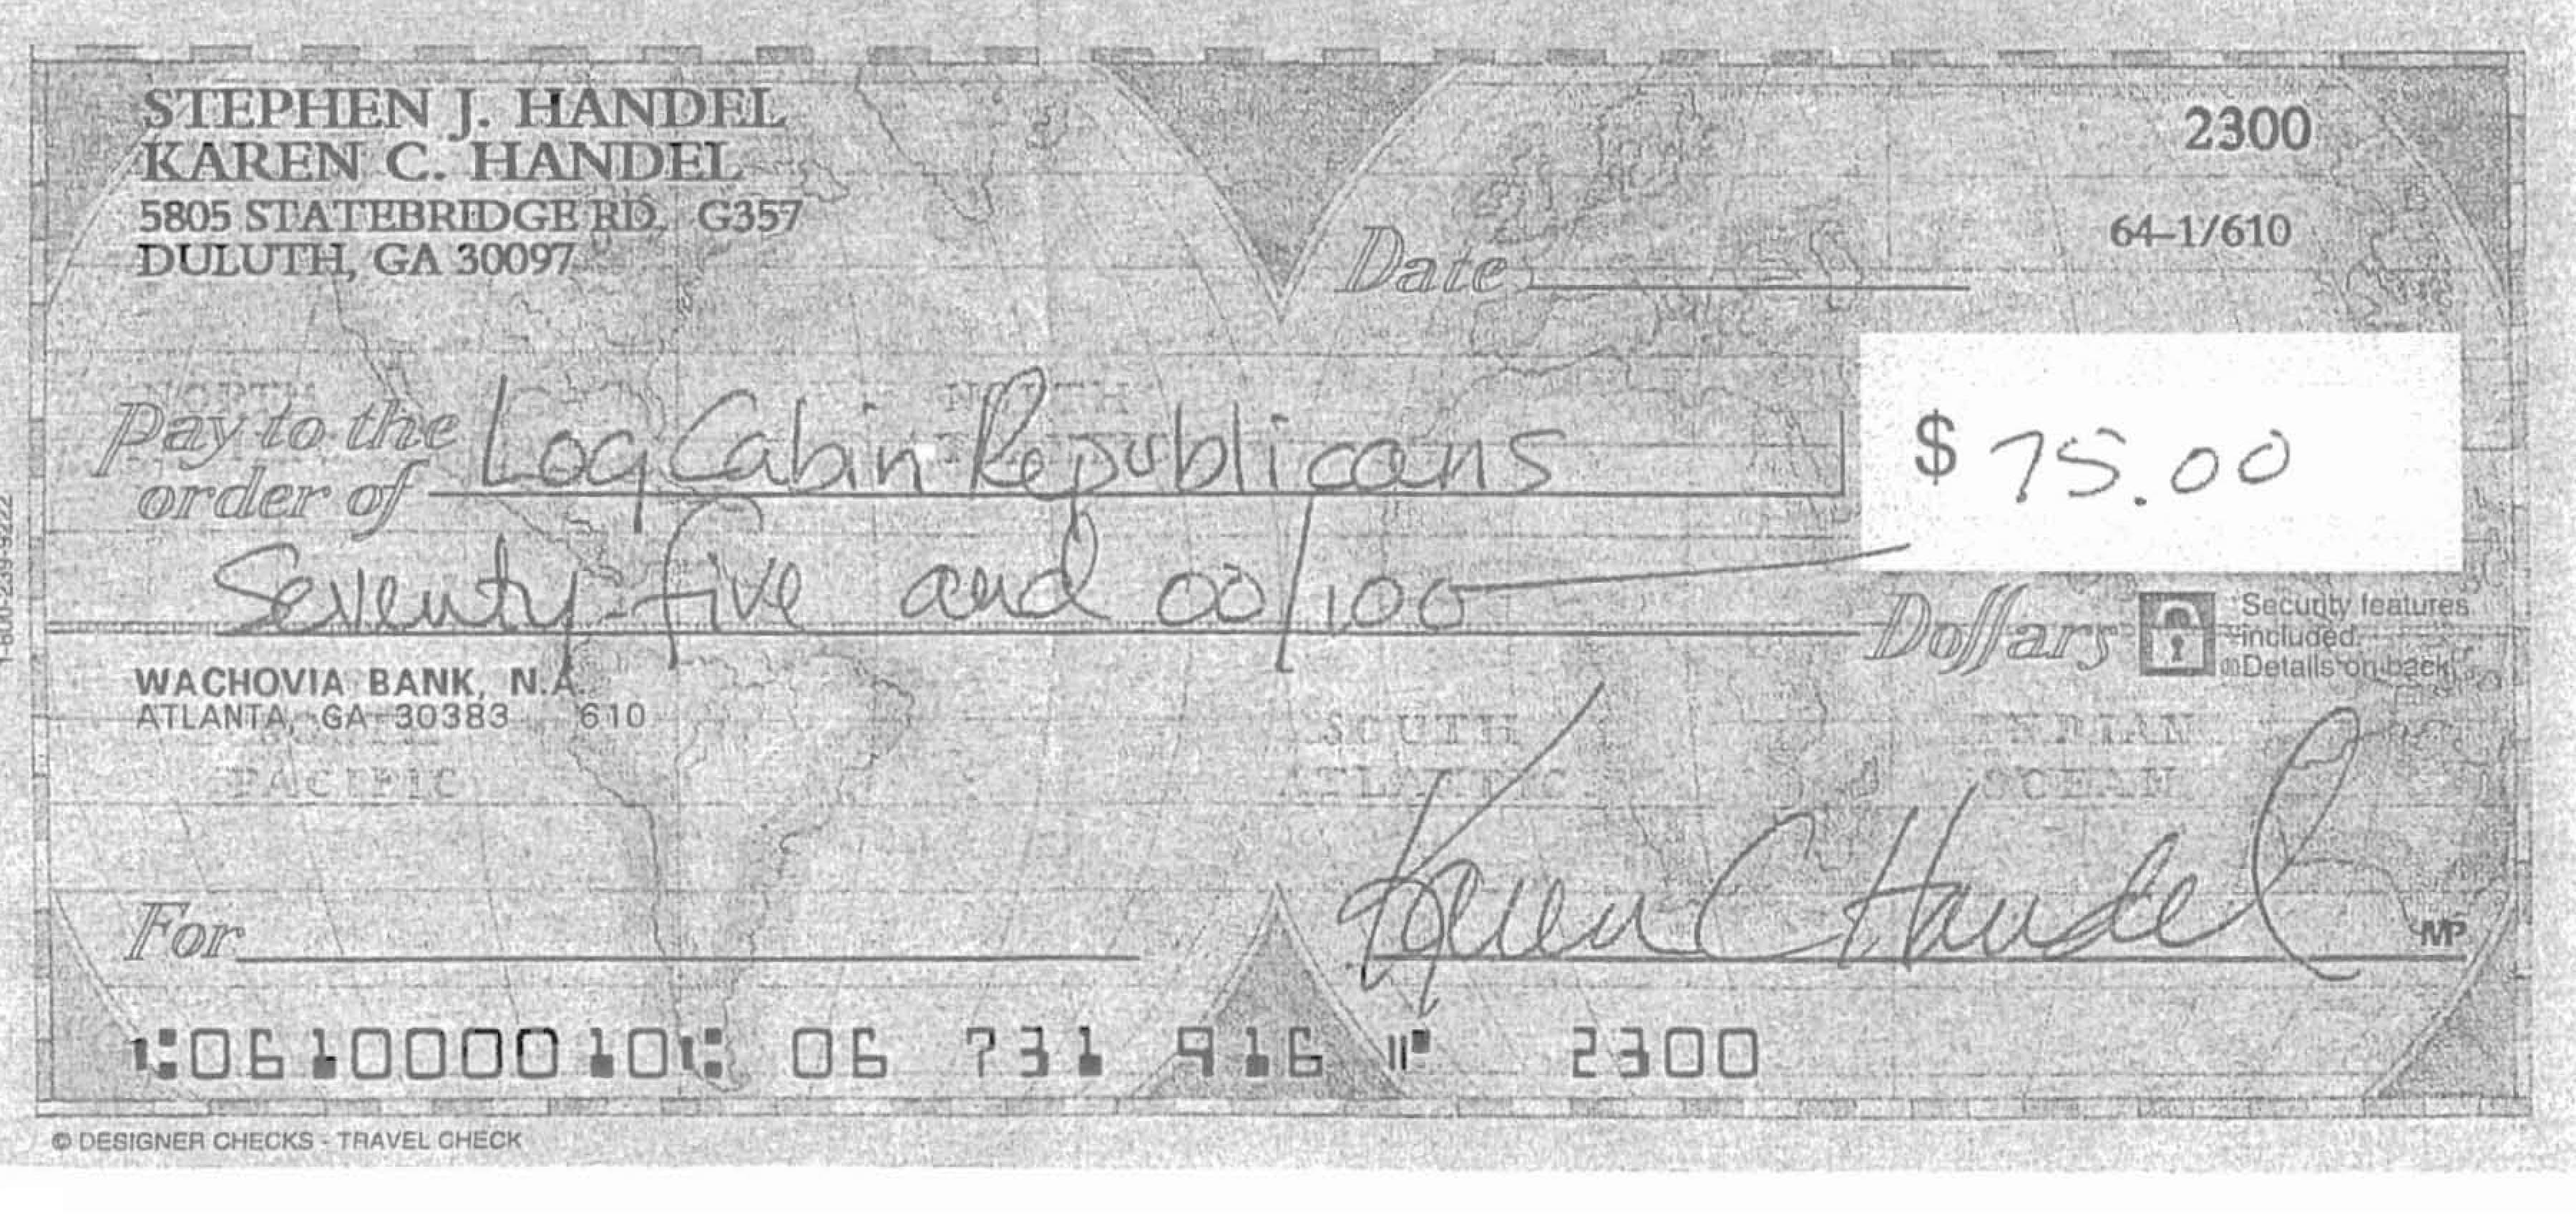 STEPHEN J. HANDEL
KAREN C. HANDEL
5805 STATEBRIDGE RD. G357
DULUTH, GA 30097
2300
64-1/610
Date
Pay to the order of Log Cabin Republicans $ 75.00
Seventy-five and 00/100 Dollars
Security features included. Details on back.
WACHOVIA BANK, N.A.
ATLANTA, GA 30383 610
PACIFIC
SOUTH ATLANTIC
INDIAN OCEAN
For
Karen C Handel
MP
⑆061000010⑆ 06 731 916 ⑈ 2300
© DESIGNER CHECKS - TRAVEL CHECK